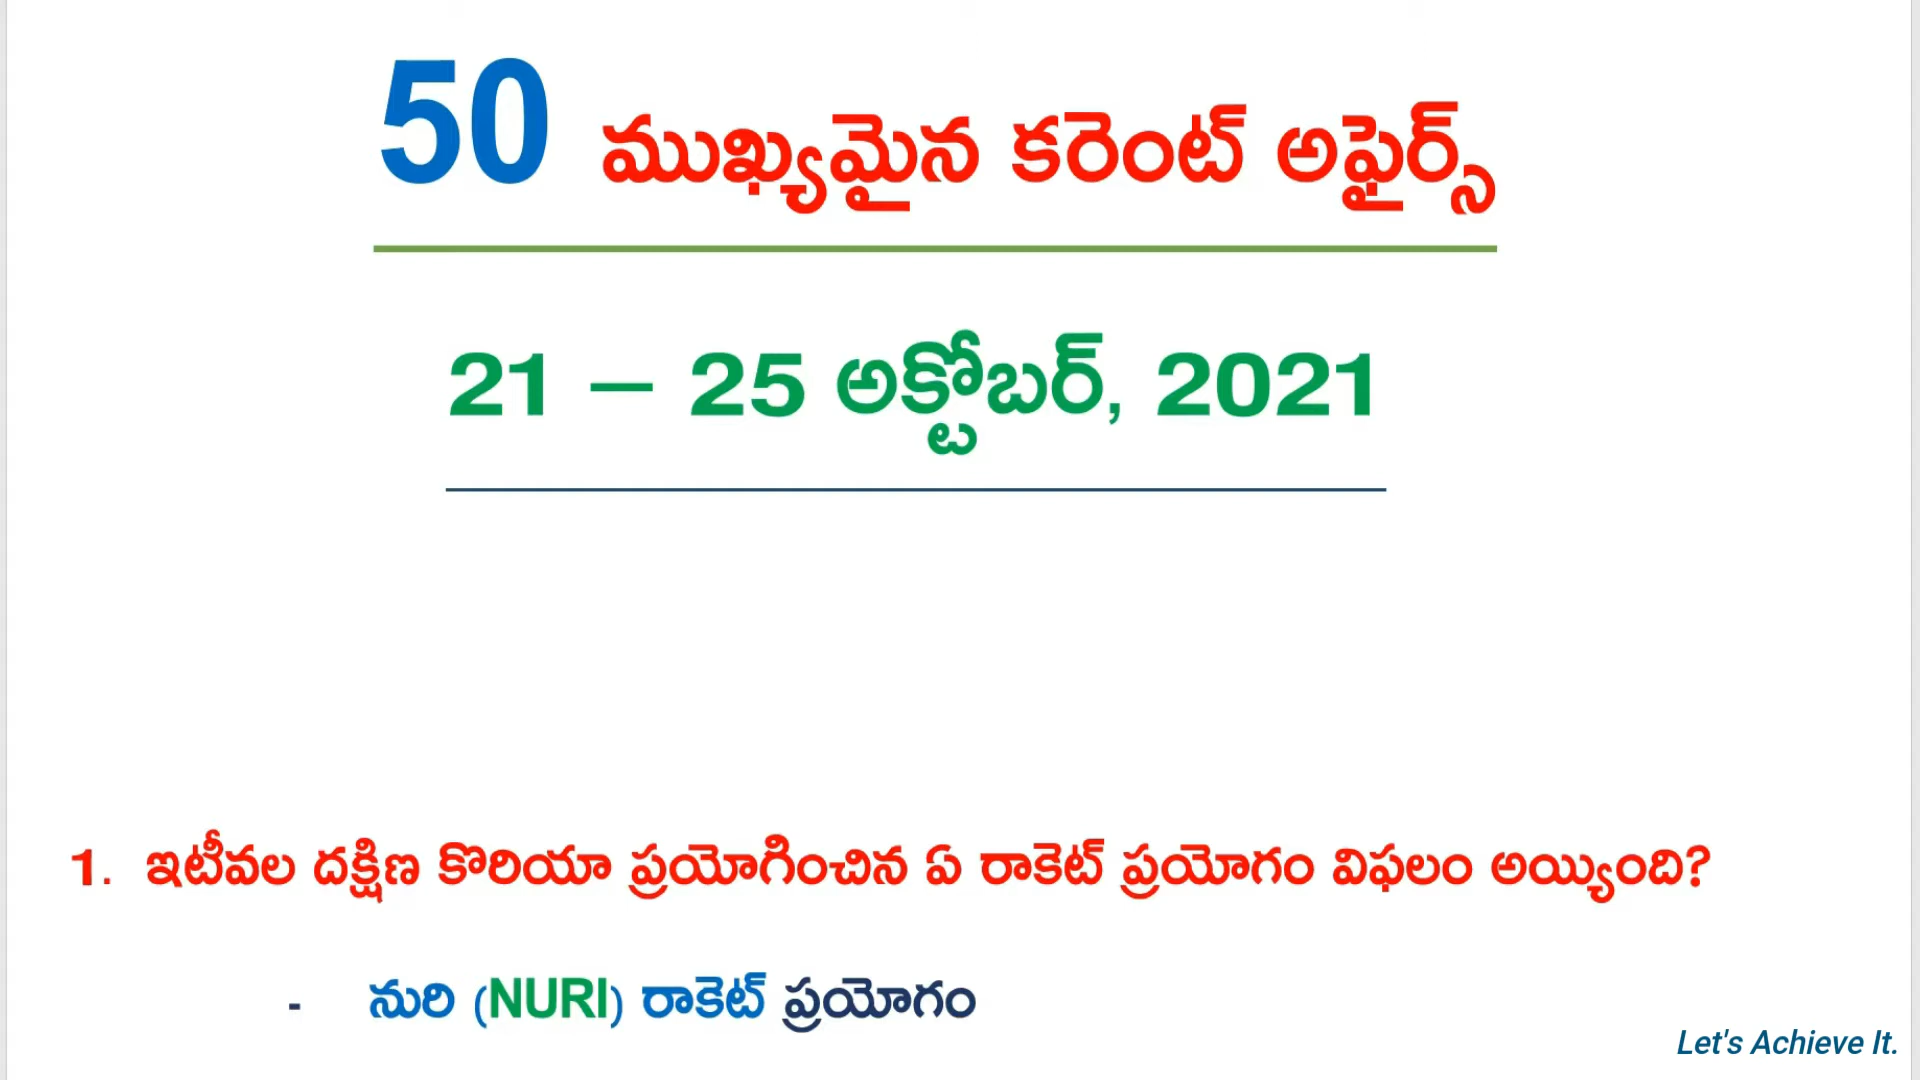 50 ముఖ్యమైన కరెంట్ అఫైర్స్
21 – 25 అక్టోబర్, 2021
1. ఇటీవల దక్షిణ కొరియా ప్రయోగించిన ఏ రాకెట్ ప్రయోగం విఫలం అయ్యింది?
- నురి (NURI) రాకెట్ ప్రయోగం
Let's Achieve It.